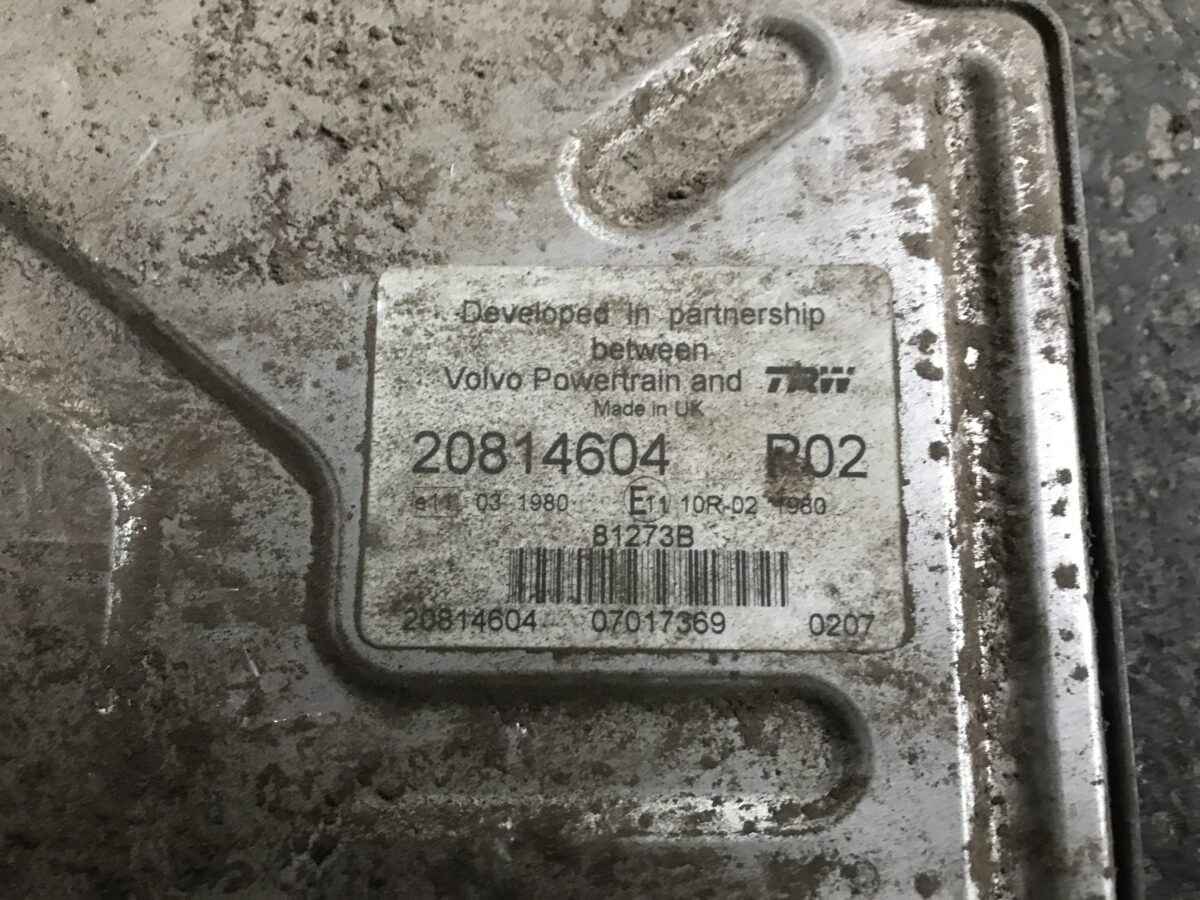 Developed in partnership
between
Volvo Powertrain and TRW
Made in UK
20814604 P02
e11 03 1980 E11 10R-02 1980
81273B
20814604 07017369 0207